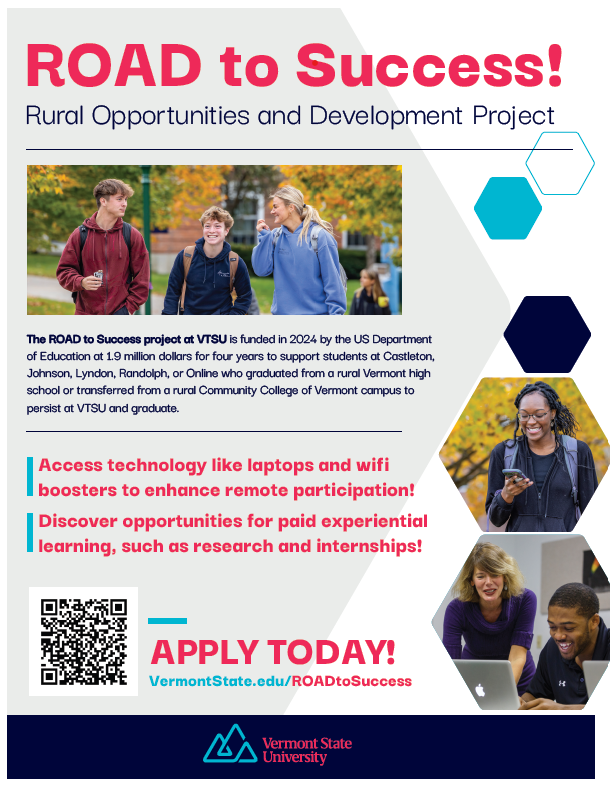 ROAD to Success!
Rural Opportunities and Development Project
The ROAD to Success project at VTSU is funded in 2024 by the US Department
of Education at 1.9 million dollars for four years to support students at Castleton,
Johnson, Lyndon, Randolph, or Online who graduated from a rural Vermont high
school or transferred from a rural Community College of Vermont campus to
persist at VTSU and graduate.
Access technology like laptops and wifi
boosters to enhance remote participation!
Discover opportunities for paid experiential
learning, such as research and internships!
APPLY TODAY!
VermontState.edu/ROADtoSuccess
Vermont State
University